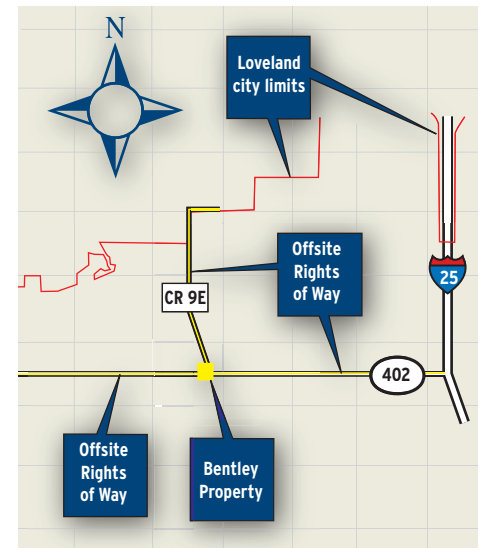 N
Loveland
city limits
Offsite
Rights
of Way
CR 9E
25
402
Offsite
Rights
of Way
Bentley
Property